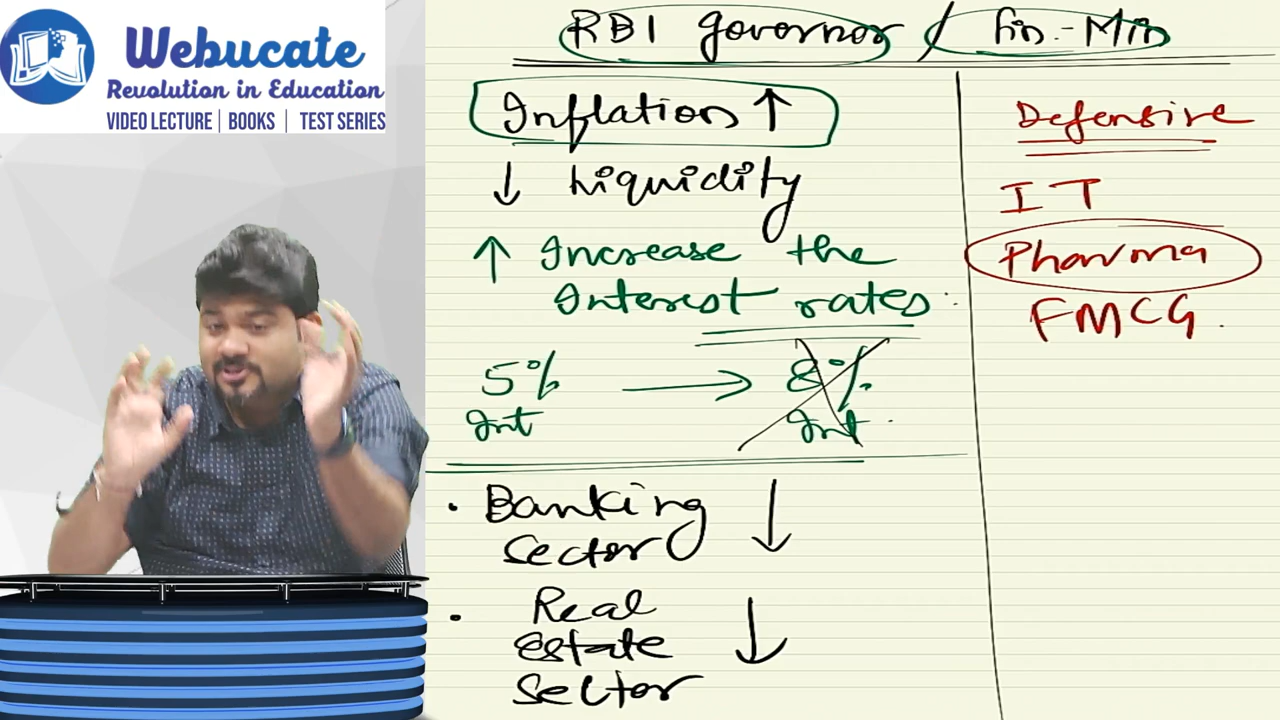 Webucate
Revolution in Education
VIDEO LECTURE | BOOKS | TEST SERIES
RBI governor / Fin.-Min
Inflation ↑
↓ Liquidity
↑ Increase the
Interest rates
5% → 8%
Int Int
• Banking ↓
Sector
• Real ↓
Estate
Sector
Defensive
IT
Pharma
FMCG